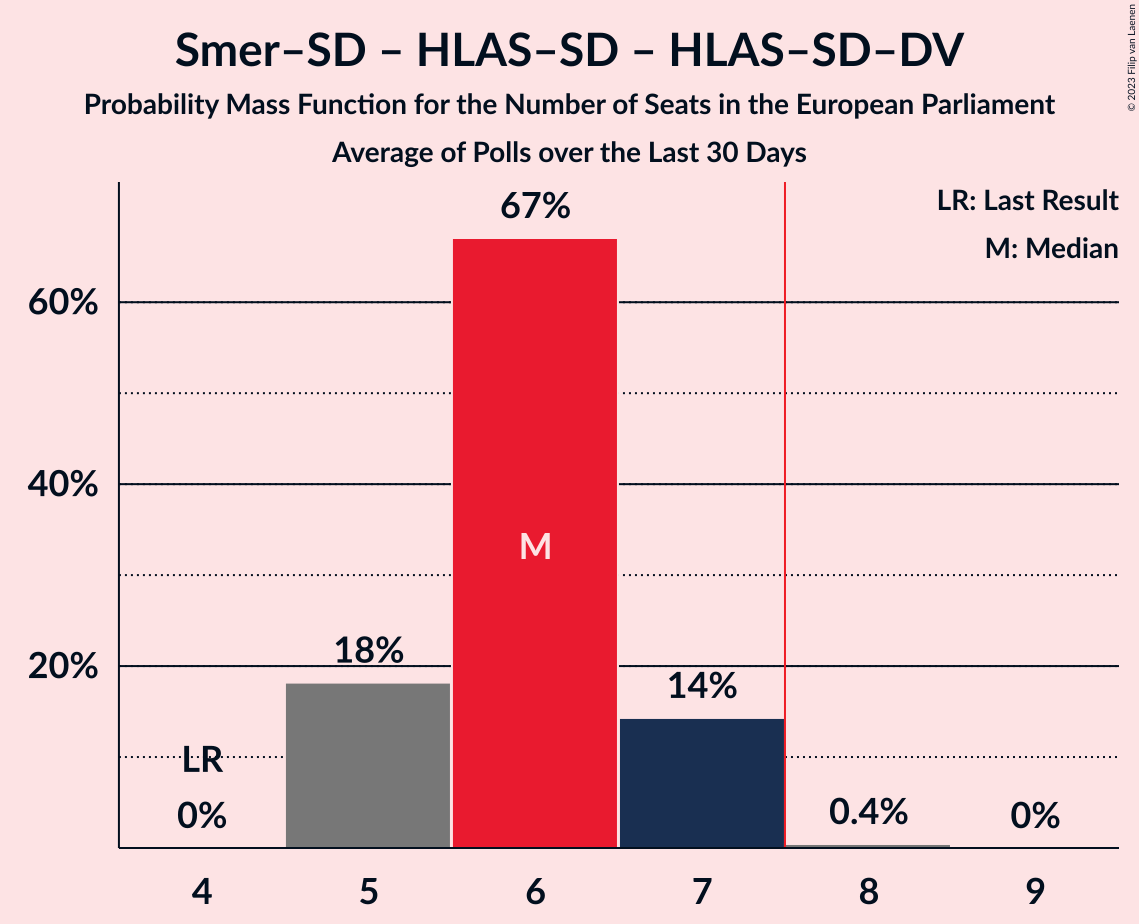 Smer–SD – HLAS–SD – HLAS–SD–DV
Probability Mass Function for the Number of Seats in the European Parliament
Average of Polls over the Last 30 Days
© 2023 Filip van Laenen
LR: Last Result
M: Median
67%
60%
40%
M
18%
20%
14%
LR
0%
0.4%
0%
4 5 6 7 8 9